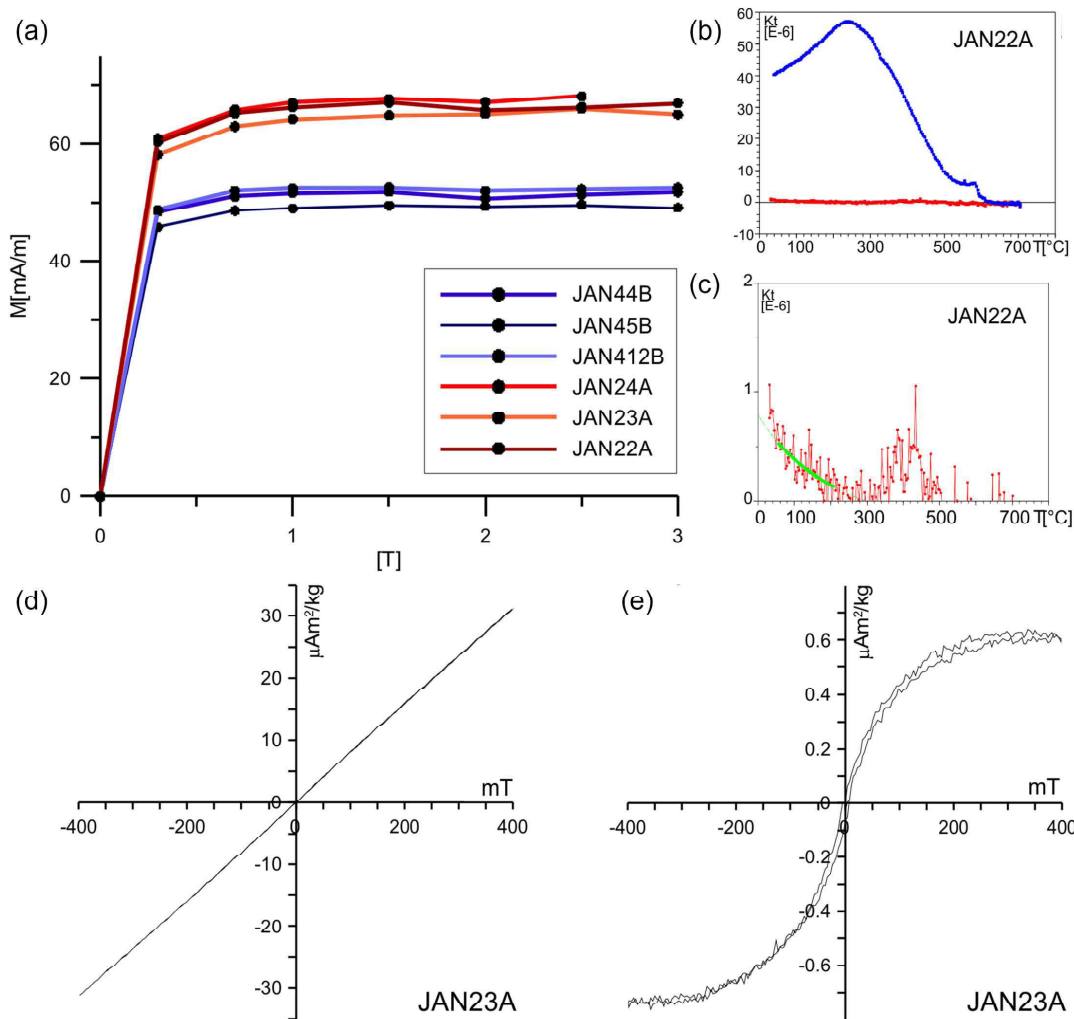 (a)
M[mA/m]
60
40
20
0
0
1
2
3
[T]
JAN44B
JAN45B
JAN412B
JAN24A
JAN23A
JAN22A
(b)
Kt
[E-6]
JAN22A
60
50
40
30
20
10
0
-10
100
300
500
700
T[°C]
(c)
Kt
[E-6]
JAN22A
2
1
0
0
100
300
500
700
T[°C]
(d)
µAm²/kg
30
20
10
0
-10
-20
-30
mT
-400
-200
0
200
400
JAN23A
(e)
µAm²/kg
0.6
0.4
0.2
0
-0.2
-0.4
-0.6
mT
-400
-200
0
200
400
JAN23A